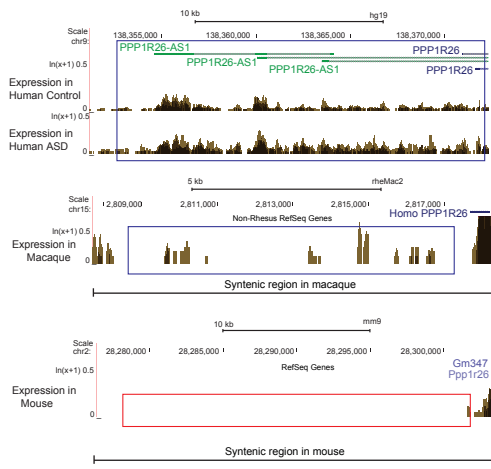 Scale
10 kb
hg19
chr9:
138,355,000
138,360,000
138,365,000
138,370,000
ln(x+1) 0.5
PPP1R26-AS1
PPP1R26
PPP1R26-AS1
PPP1R26-AS1
PPP1R26
Expression in
Human Control
0
ln(x+1) 0.5
Expression in
Human ASD
0
Scale
5 kb
rheMac2
chr15:
2,809,000
2,811,000
2,813,000
2,815,000
2,817,000
ln(x+1) 0.5
Non-Rhesus RefSeq Genes
Homo PPP1R26
Expression in
Macaque
0
Syntenic region in macaque
10 kb
mm9
Scale
chr2:
28,280,000
28,285,000
28,290,000
28,295,000
28,300,000
ln(x+1) 0.5
RefSeq Genes
Gm347
Ppp1r26
Expression in
Mouse
0
Syntenic region in mouse